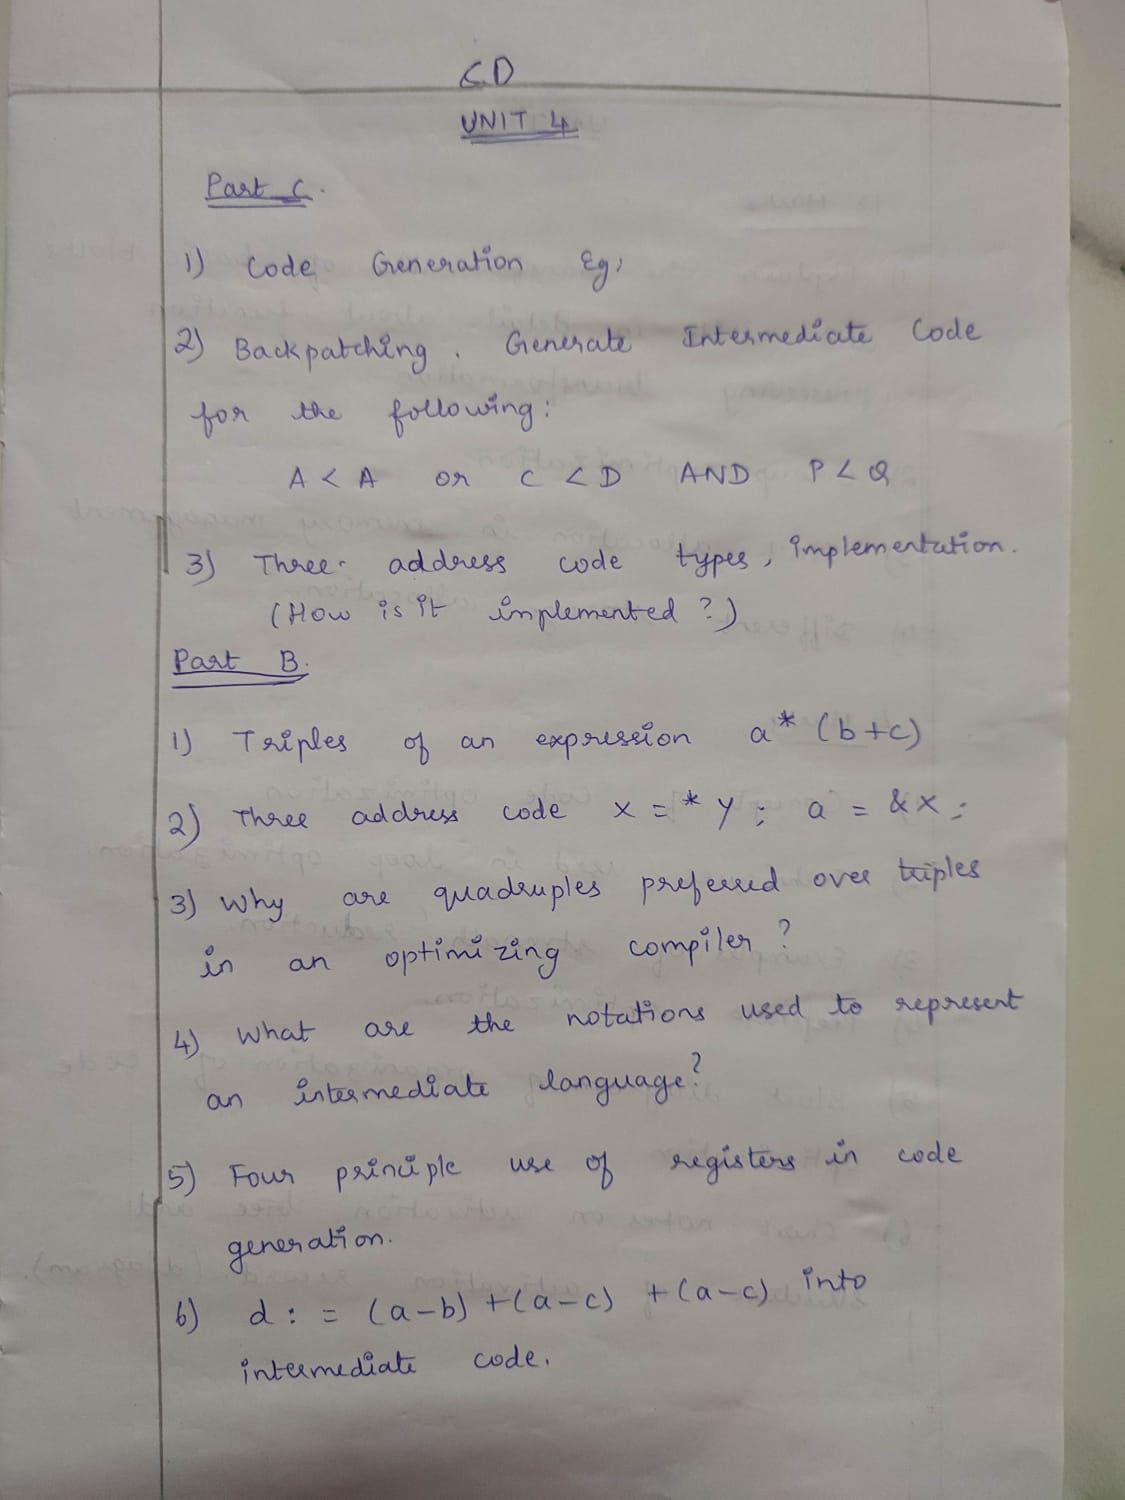 CD
UNIT 4
Part C.
1) Code Generation Eg;
2) Backpatching. Generate Intermediate Code
for the following:
A < A or C < D AND P < Q
3) Three address code types, implementation.
(How is it implemented?)
Part B.
1) Triples of an expression a * (b+c)
2) Three address code x = * y ; a = & x ;
3) Why are quadruples preferred over triples
in an optimizing compiler?
4) What are the notations used to represent
an intermediate language?
5) Four principle use of registers in code
generation.
6) d : = (a-b) + (a-c) + (a-c) into
intermediate code.